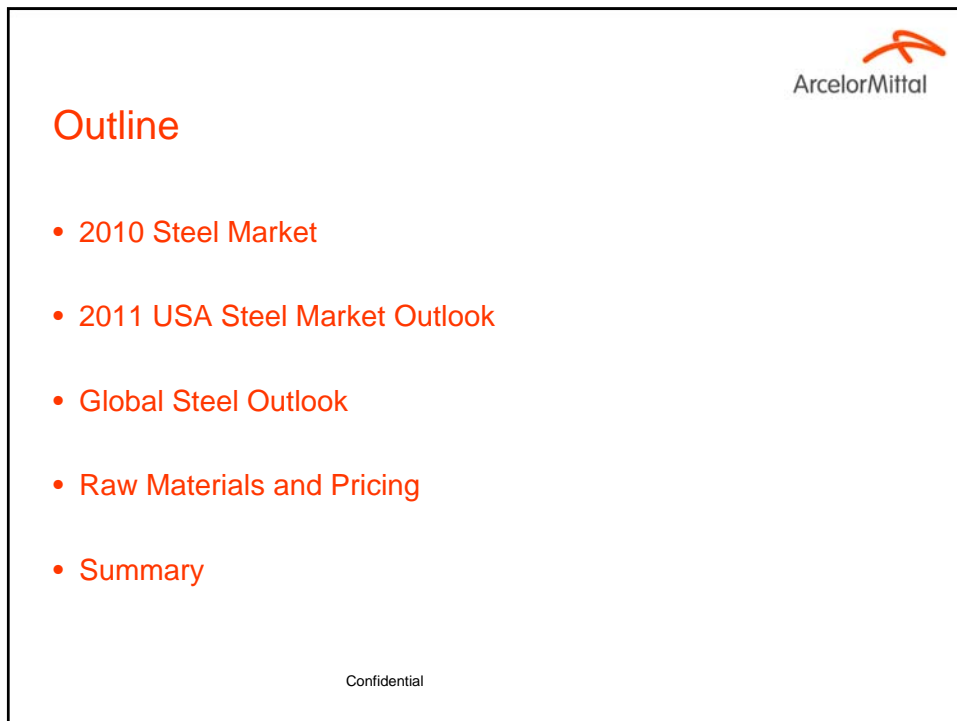 ArcelorMittal
Outline
• 2010 Steel Market
• 2011 USA Steel Market Outlook
• Global Steel Outlook
• Raw Materials and Pricing
• Summary
Confidential